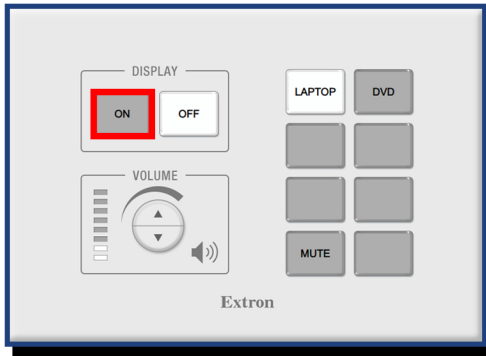 DISPLAY
ON OFF
VOLUME
LAPTOP DVD
MUTE
Extron